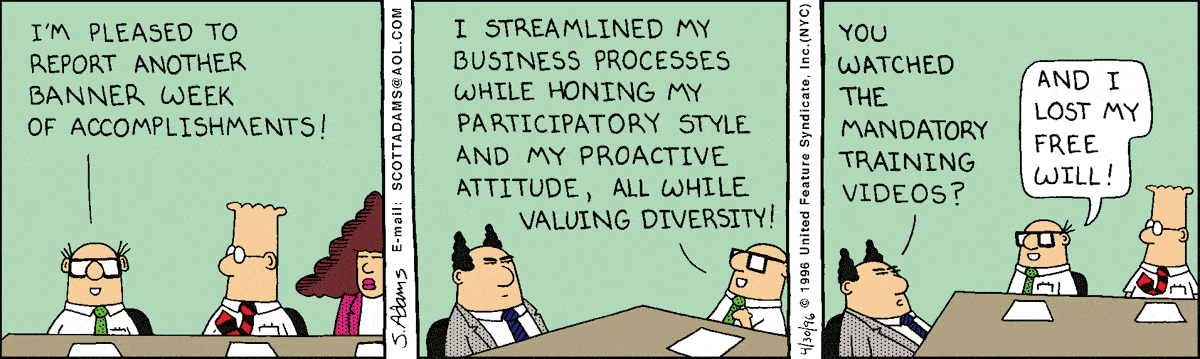 I'M PLEASED TO
REPORT ANOTHER
BANNER WEEK
OF ACCOMPLISHMENTS!
S. Adams
E-mail: SCOTTADAMS@AOL.COM
I STREAMLINED MY
BUSINESS PROCESSES
WHILE HONING MY
PARTICIPATORY STYLE
AND MY PROACTIVE
ATTITUDE, ALL WHILE
VALUING DIVERSITY!
4/30/96 © 1996 United Feature Syndicate, Inc.(NYC)
YOU
WATCHED
THE
MANDATORY
TRAINING
VIDEOS?
AND I
LOST MY
FREE
WILL!